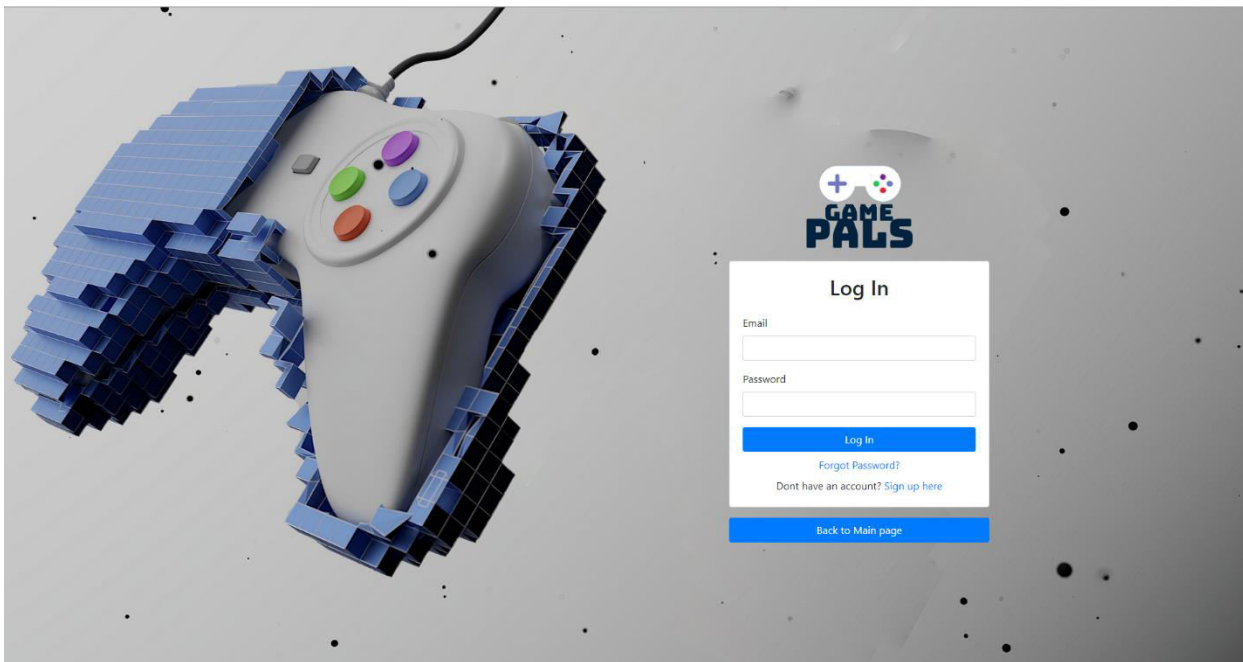 GAME
PALS
Log In
Email
Password
Log In
Forgot Password?
Dont have an account? Sign up here
Back to Main page